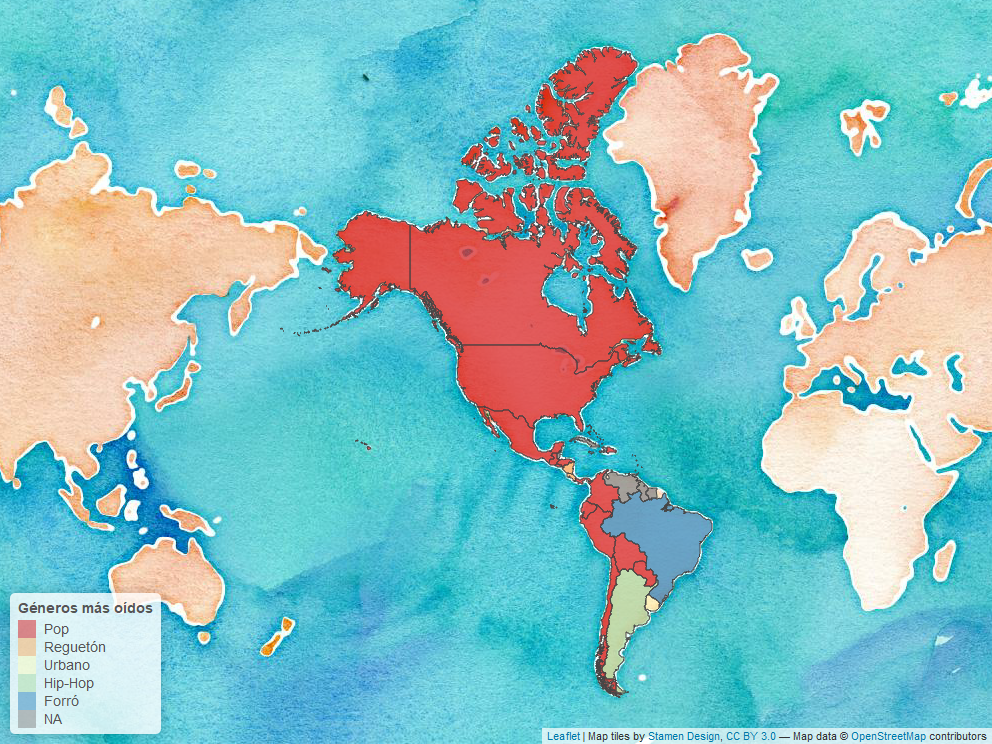 Géneros más oídos
Pop
Reguetón
Urbano
Hip-Hop
Forró
NA
Leaflet | Map tiles by Stamen Design, CC BY 3.0 — Map data © OpenStreetMap contributors